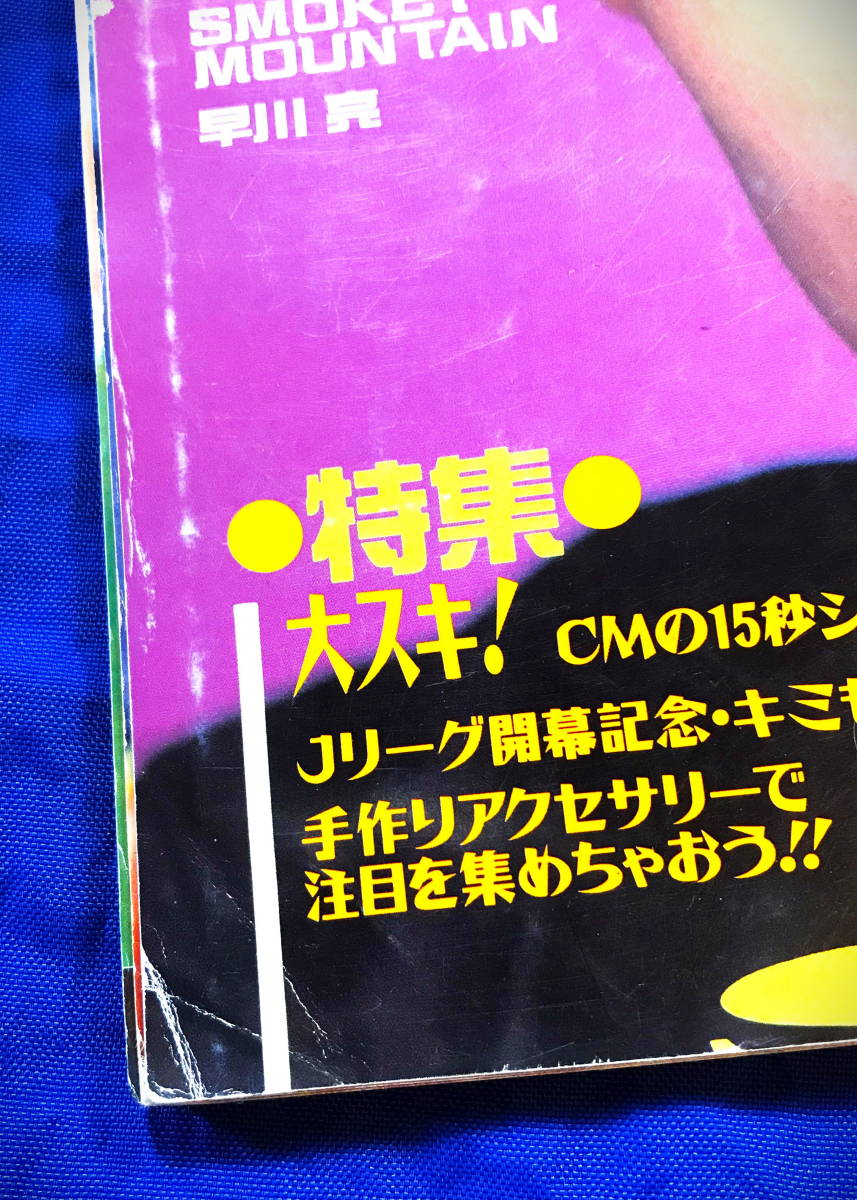 SMOKEY
MOUNTAIN
早川 亮
●特集●
大スキ! CMの15秒シ
Jリーグ開幕記念・キミ
手作りアクセサリーで
注目を集めちゃおう!!